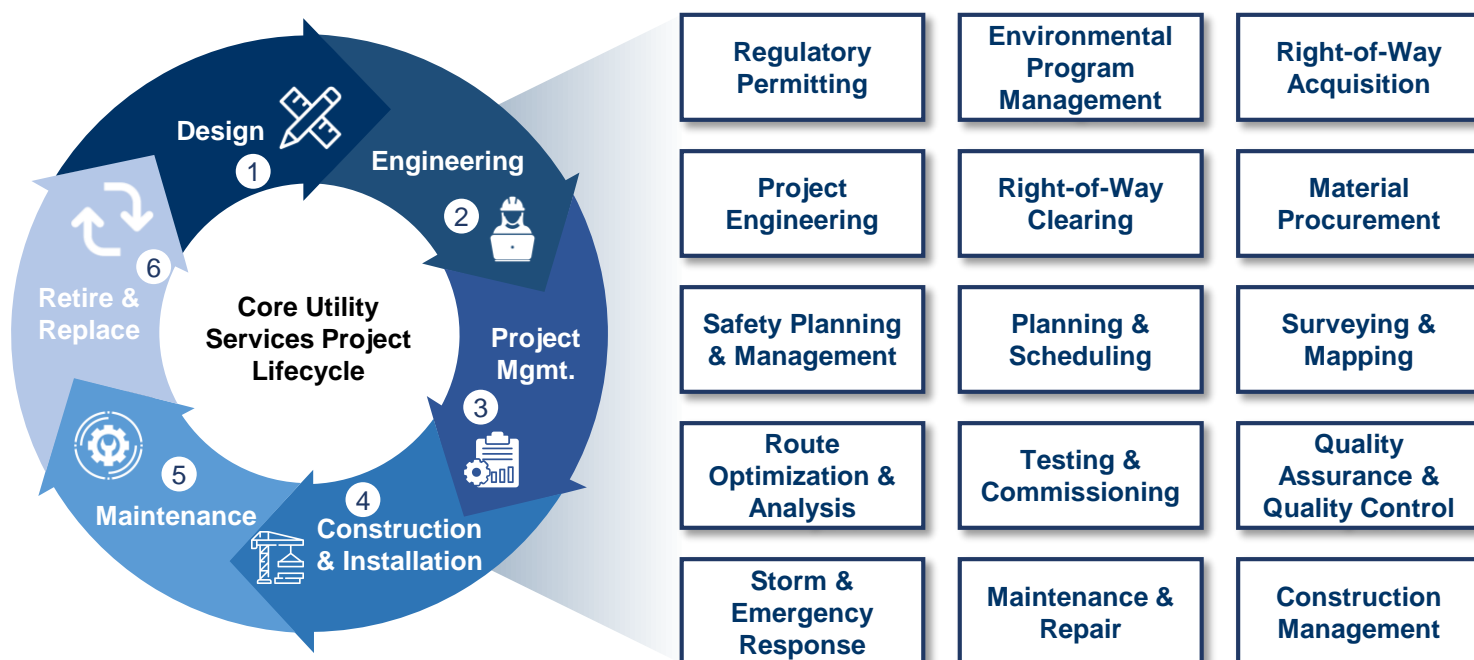 Design
1
Engineering
2
Project
Mgmt.
3
4
Construction
& Installation
5
Maintenance
6
Retire &
Replace
Core Utility
Services Project
Lifecycle
Regulatory
Permitting
Environmental
Program
Management
Right-of-Way
Acquisition
Project
Engineering
Right-of-Way
Clearing
Material
Procurement
Safety Planning
& Management
Planning &
Scheduling
Surveying &
Mapping
Route
Optimization &
Analysis
Testing &
Commissioning
Quality
Assurance &
Quality Control
Storm &
Emergency
Response
Maintenance &
Repair
Construction
Management